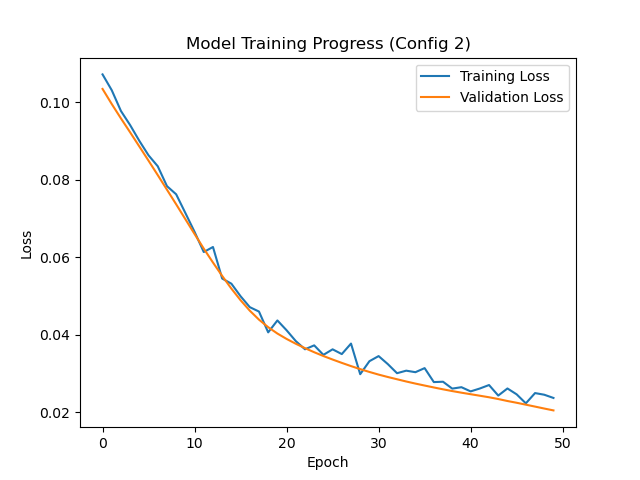 Model Training Progress (Config 2)
Training Loss
Validation Loss
0.10
0.08
0.06
0.04
0.02
Loss
0 10 20 30 40 50
Epoch